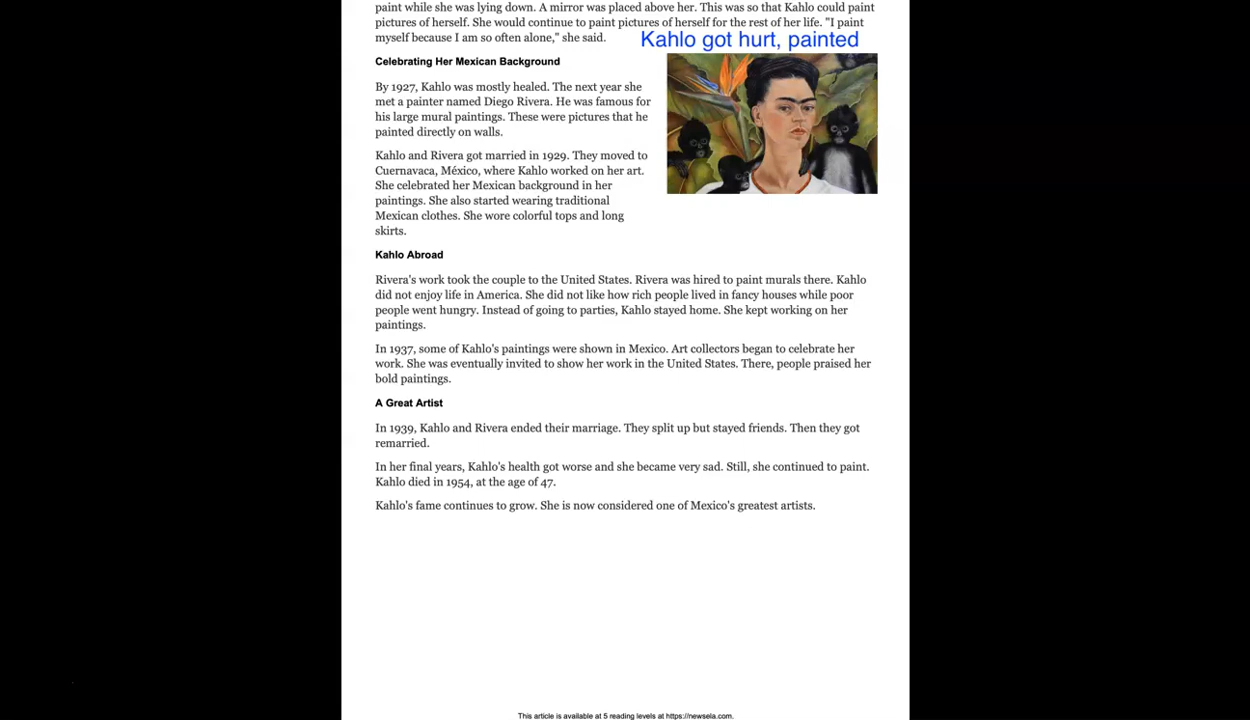 paint while she was lying down. A mirror was placed above her. This was so that Kahlo could paint
pictures of herself. She would continue to paint pictures of herself for the rest of her life. "I paint
myself because I am so often alone," she said.
Kahlo got hurt, painted
Celebrating Her Mexican Background
By 1927, Kahlo was mostly healed. The next year she
met a painter named Diego Rivera. He was famous for
his large mural paintings. These were pictures that he
painted directly on walls.
Kahlo and Rivera got married in 1929. They moved to
Cuernavaca, México, where Kahlo worked on her art.
She celebrated her Mexican background in her
paintings. She also started wearing traditional
Mexican clothes. She wore colorful tops and long
skirts.
Kahlo Abroad
Rivera's work took the couple to the United States. Rivera was hired to paint murals there. Kahlo
did not enjoy life in America. She did not like how rich people lived in fancy houses while poor
people went hungry. Instead of going to parties, Kahlo stayed home. She kept working on her
paintings.
In 1937, some of Kahlo's paintings were shown in Mexico. Art collectors began to celebrate her
work. She was eventually invited to show her work in the United States. There, people praised her
bold paintings.
A Great Artist
In 1939, Kahlo and Rivera ended their marriage. They split up but stayed friends. Then they got
remarried.
In her final years, Kahlo's health got worse and she became very sad. Still, she continued to paint.
Kahlo died in 1954, at the age of 47.
Kahlo's fame continues to grow. She is now considered one of Mexico's greatest artists.
This article is available at 5 reading levels at https://newsela.com.